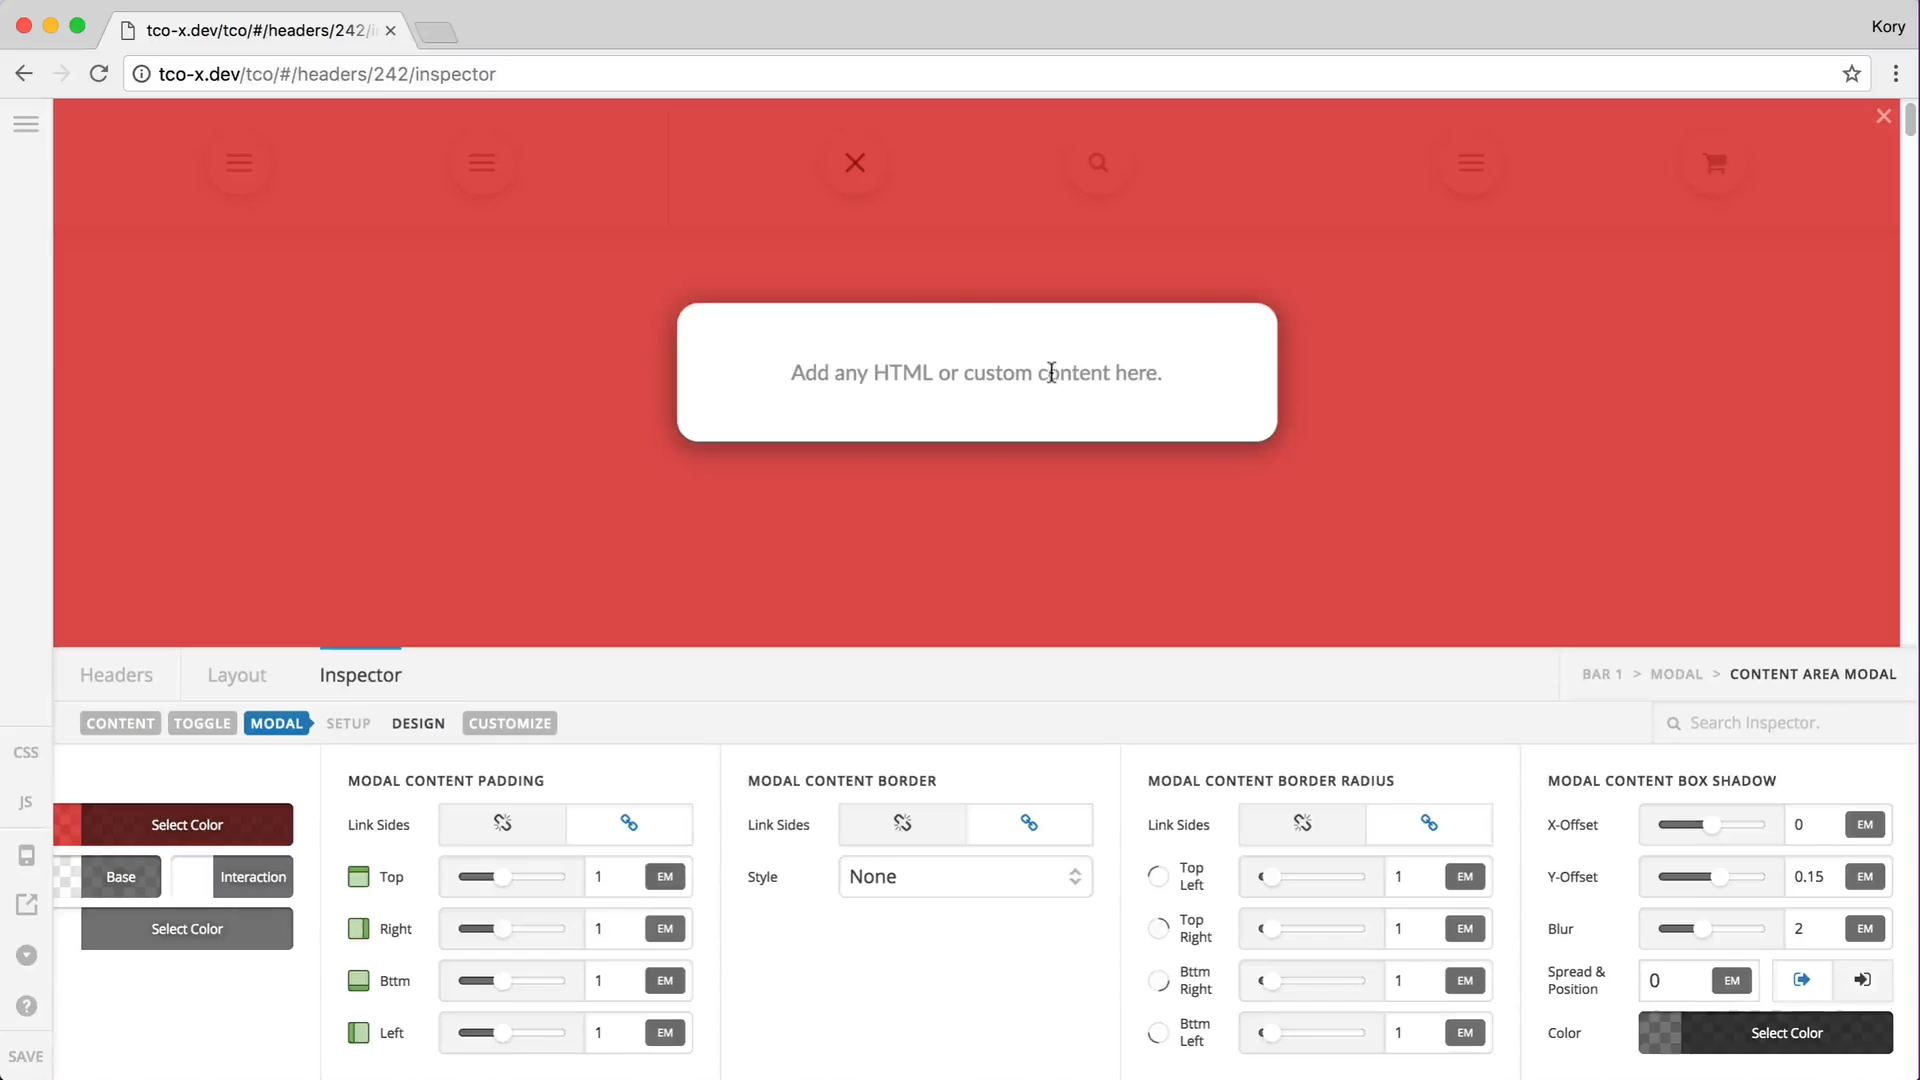 tco-x.dev/tco/#/headers/242/i
Kory
tco-x.dev/tco/#/headers/242/inspector
Add any HTML or custom content here.
Headers
Layout
Inspector
BAR 1 > MODAL > CONTENT AREA MODAL
CONTENT
TOGGLE
MODAL
SETUP
DESIGN
CUSTOMIZE
Search Inspector.
CSS
JS
SAVE
Select Color
Base
Interaction
Select Color
MODAL CONTENT PADDING
Link Sides
Top 1 EM
Right 1 EM
Bttm 1 EM
Left 1 EM
MODAL CONTENT BORDER
Link Sides
Style None
MODAL CONTENT BORDER RADIUS
Link Sides
Top
Left 1 EM
Top
Right 1 EM
Bttm
Right 1 EM
Bttm
Left 1 EM
MODAL CONTENT BOX SHADOW
X-Offset 0 EM
Y-Offset 0.15 EM
Blur 2 EM
Spread &
Position 0 EM
Color Select Color